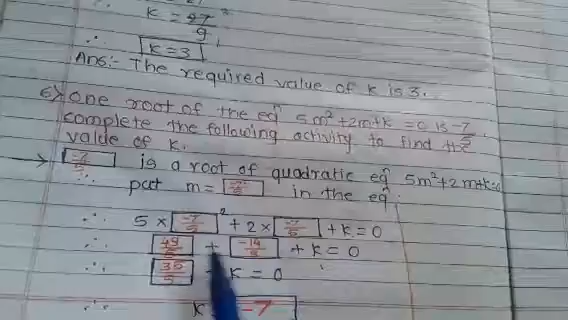 ∴ k = 27 / 9
∴ k = 3
Ans:- The required value of k is 3.
6) one root of the eqn 5m²+2m+k =0 is -7/5.
complete the following activity to find the
value of k.
→ -7/5 is a root of quadratic eqn 5m²+2m+k=0
∴ put m = -7/5 in the eqn
∴ 5 × -7/5 ² + 2 × -7/5 + k = 0
∴ 49/5 + -14/5 + k = 0
∴ 35/5 + k = 0
∴ k -7